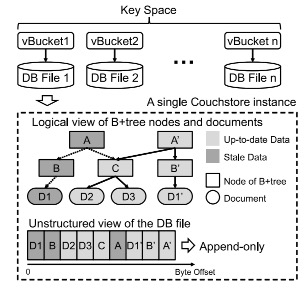 Key Space
vBucket1 vBucket2 vBucket n
DB File 1 DB File 2 ... DB File n
A single Couchstore instance
Logical view of B+tree nodes and documents
A A' Up-to-date Data
Stale Data
B C B' Node of B+tree
D1 D2 D3 D1' Document
Unstructured view of the DB file
D1 B D2 D3 C A D1' B' A' Append-only
0 Byte Offset